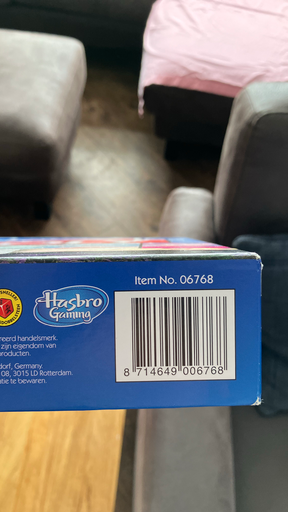 Item No. 06768
Hasbro
Gaming
reerd handelsmerk.
zijn eigendom van
producten.
dorf, Germany.
08, 3015 LD Rotterdam.
atie te bewaren.
8 714649 006768